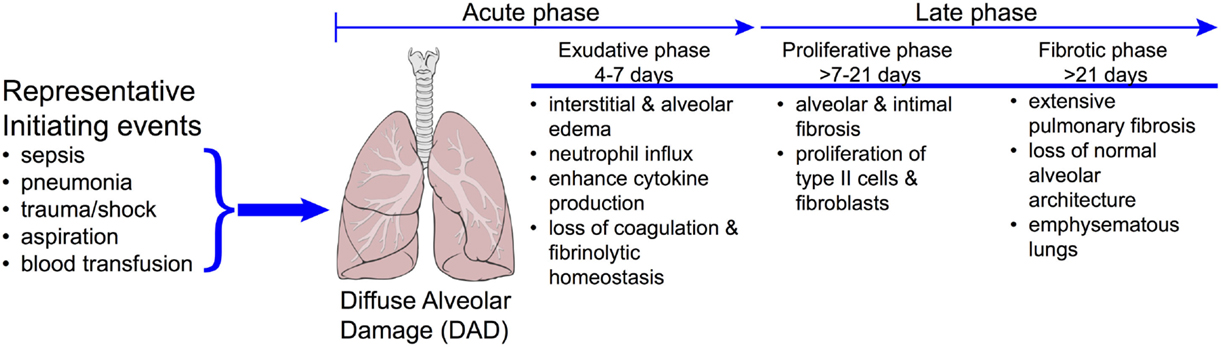 Acute phase
Late phase
Representative
Initiating events
• sepsis
• pneumonia
• trauma/shock
• aspiration
• blood transfusion
Diffuse Alveolar
Damage (DAD)
Exudative phase
4-7 days
• interstitial & alveolar
edema
• neutrophil influx
• enhance cytokine
production
• loss of coagulation &
fibrinolytic
homeostasis
Proliferative phase
>7-21 days
• alveolar & intimal
fibrosis
• proliferation of
type II cells &
fibroblasts
Fibrotic phase
>21 days
• extensive
pulmonary fibrosis
• loss of normal
alveolar
architecture
• emphysematous
lungs